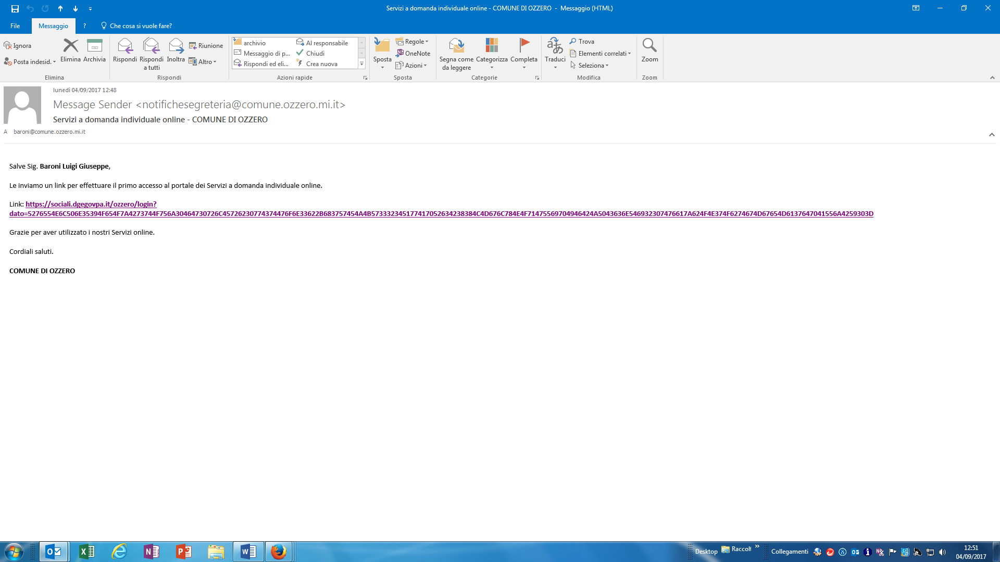 Servizi a domanda individuale online - COMUNE DI OZZERO - Messaggio (HTML)
File Messaggio ? Che cosa si vuole fare?
Ignora
Posta indesid.
Elimina
Archivia
Elimina
Rispondi
Rispondi a tutti
Inoltra
Riunione
Altro
Rispondi
archivio
Messaggio di p...
Rispondi ed eli...
Al responsabile
Chiudi
Crea nuova
Azioni rapide
Sposta
Regole
OneNote
Azioni
Sposta
Segna come da leggere
Categorizza
Completa
Categorie
Traduci
Trova
Elementi correlati
Seleziona
Modifica
Zoom
Zoom
lunedì 04/09/2017 12:48
Message Sender <notifichesegreteria@comune.ozzero.mi.it>
Servizi a domanda individuale online - COMUNE DI OZZERO
A baroni@comune.ozzero.mi.it
Salve Sig. Baroni Luigi Giuseppe,
Le inviamo un link per effettuare il primo accesso al portale dei Servizi a domanda individuale online.
Link: https://sociali.dgegovpa.it/ozzero/login?
dato=5276554E6C506E35394F654F7A4273744F756A30464730726C45726230774374476F6E33622B683757454A4B573332345177417052634238384C4D676C784E4F71475569704946424A5043636E546932307476617A624F4E374F6274674D67654D6137647041556A4259303D
Grazie per aver utilizzato i nostri Servizi online.
Cordiali saluti.
COMUNE DI OZZERO
Desktop
Raccolt
Collegamenti
12:51
04/09/2017